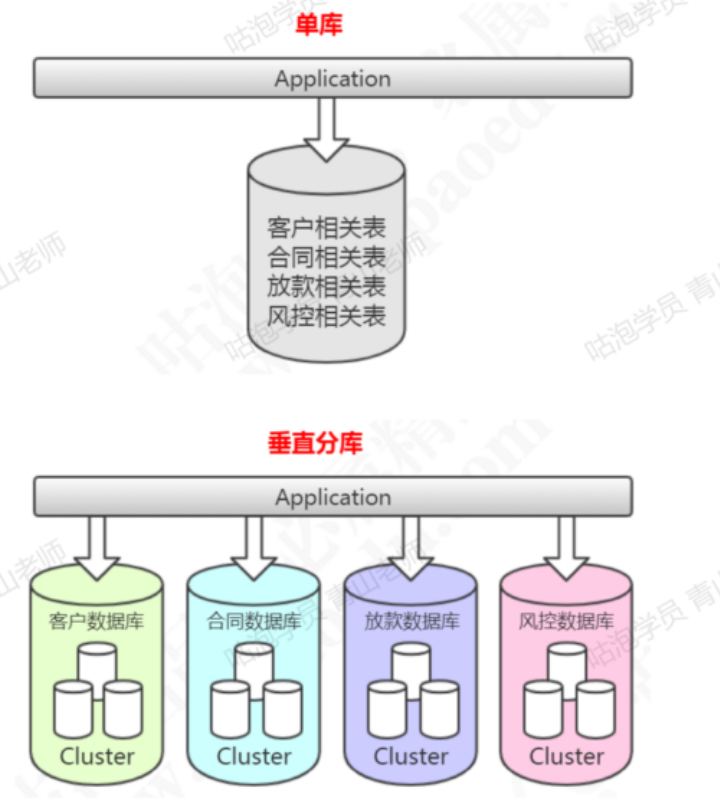 单库
Application
客户相关表
合同相关表
放款相关表
风控相关表
垂直分库
Application
客户数据库
合同数据库
放款数据库
风控数据库
Cluster
Cluster
Cluster
Cluster
咕泡学员 青山老师